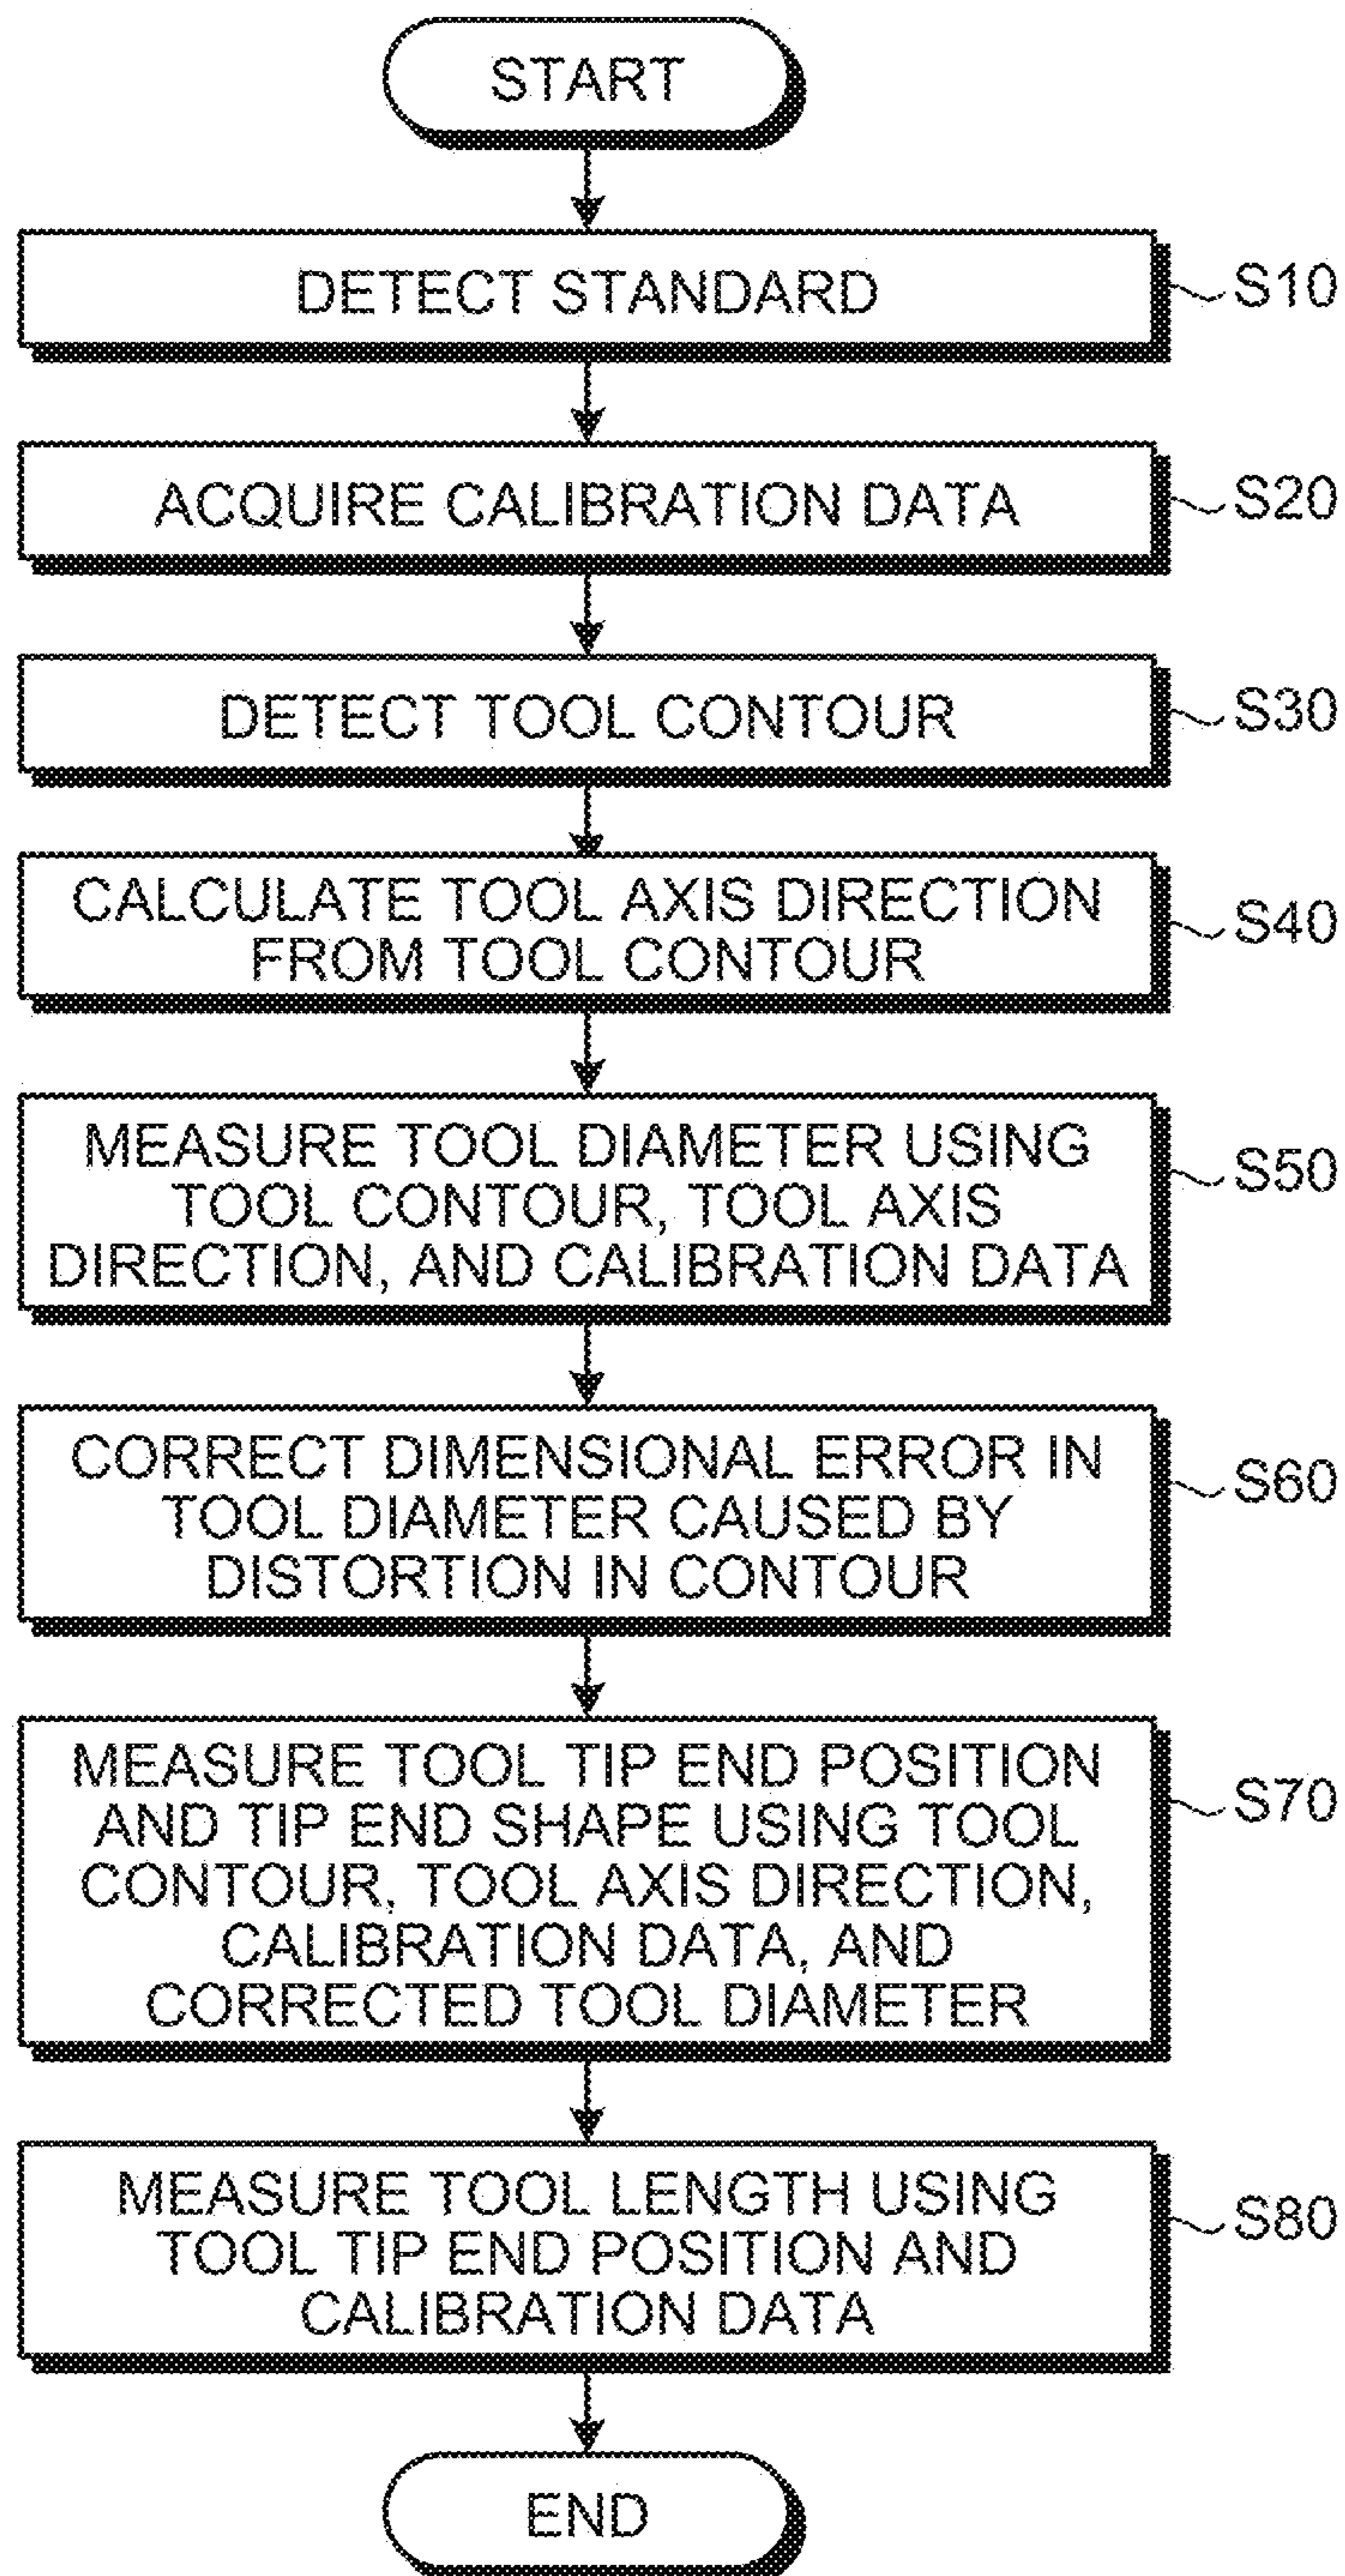 START
DETECT STANDARD
S10
ACQUIRE CALIBRATION DATA
S20
DETECT TOOL CONTOUR
S30
CALCULATE TOOL AXIS DIRECTION
FROM TOOL CONTOUR
S40
MEASURE TOOL DIAMETER USING
TOOL CONTOUR, TOOL AXIS
DIRECTION, AND CALIBRATION DATA
S50
CORRECT DIMENSIONAL ERROR IN
TOOL DIAMETER CAUSED BY
DISTORTION IN CONTOUR
S60
MEASURE TOOL TIP END POSITION
AND TIP END SHAPE USING TOOL
CONTOUR, TOOL AXIS DIRECTION,
CALIBRATION DATA, AND
CORRECTED TOOL DIAMETER
S70
MEASURE TOOL LENGTH USING
TOOL TIP END POSITION AND
CALIBRATION DATA
S80
END